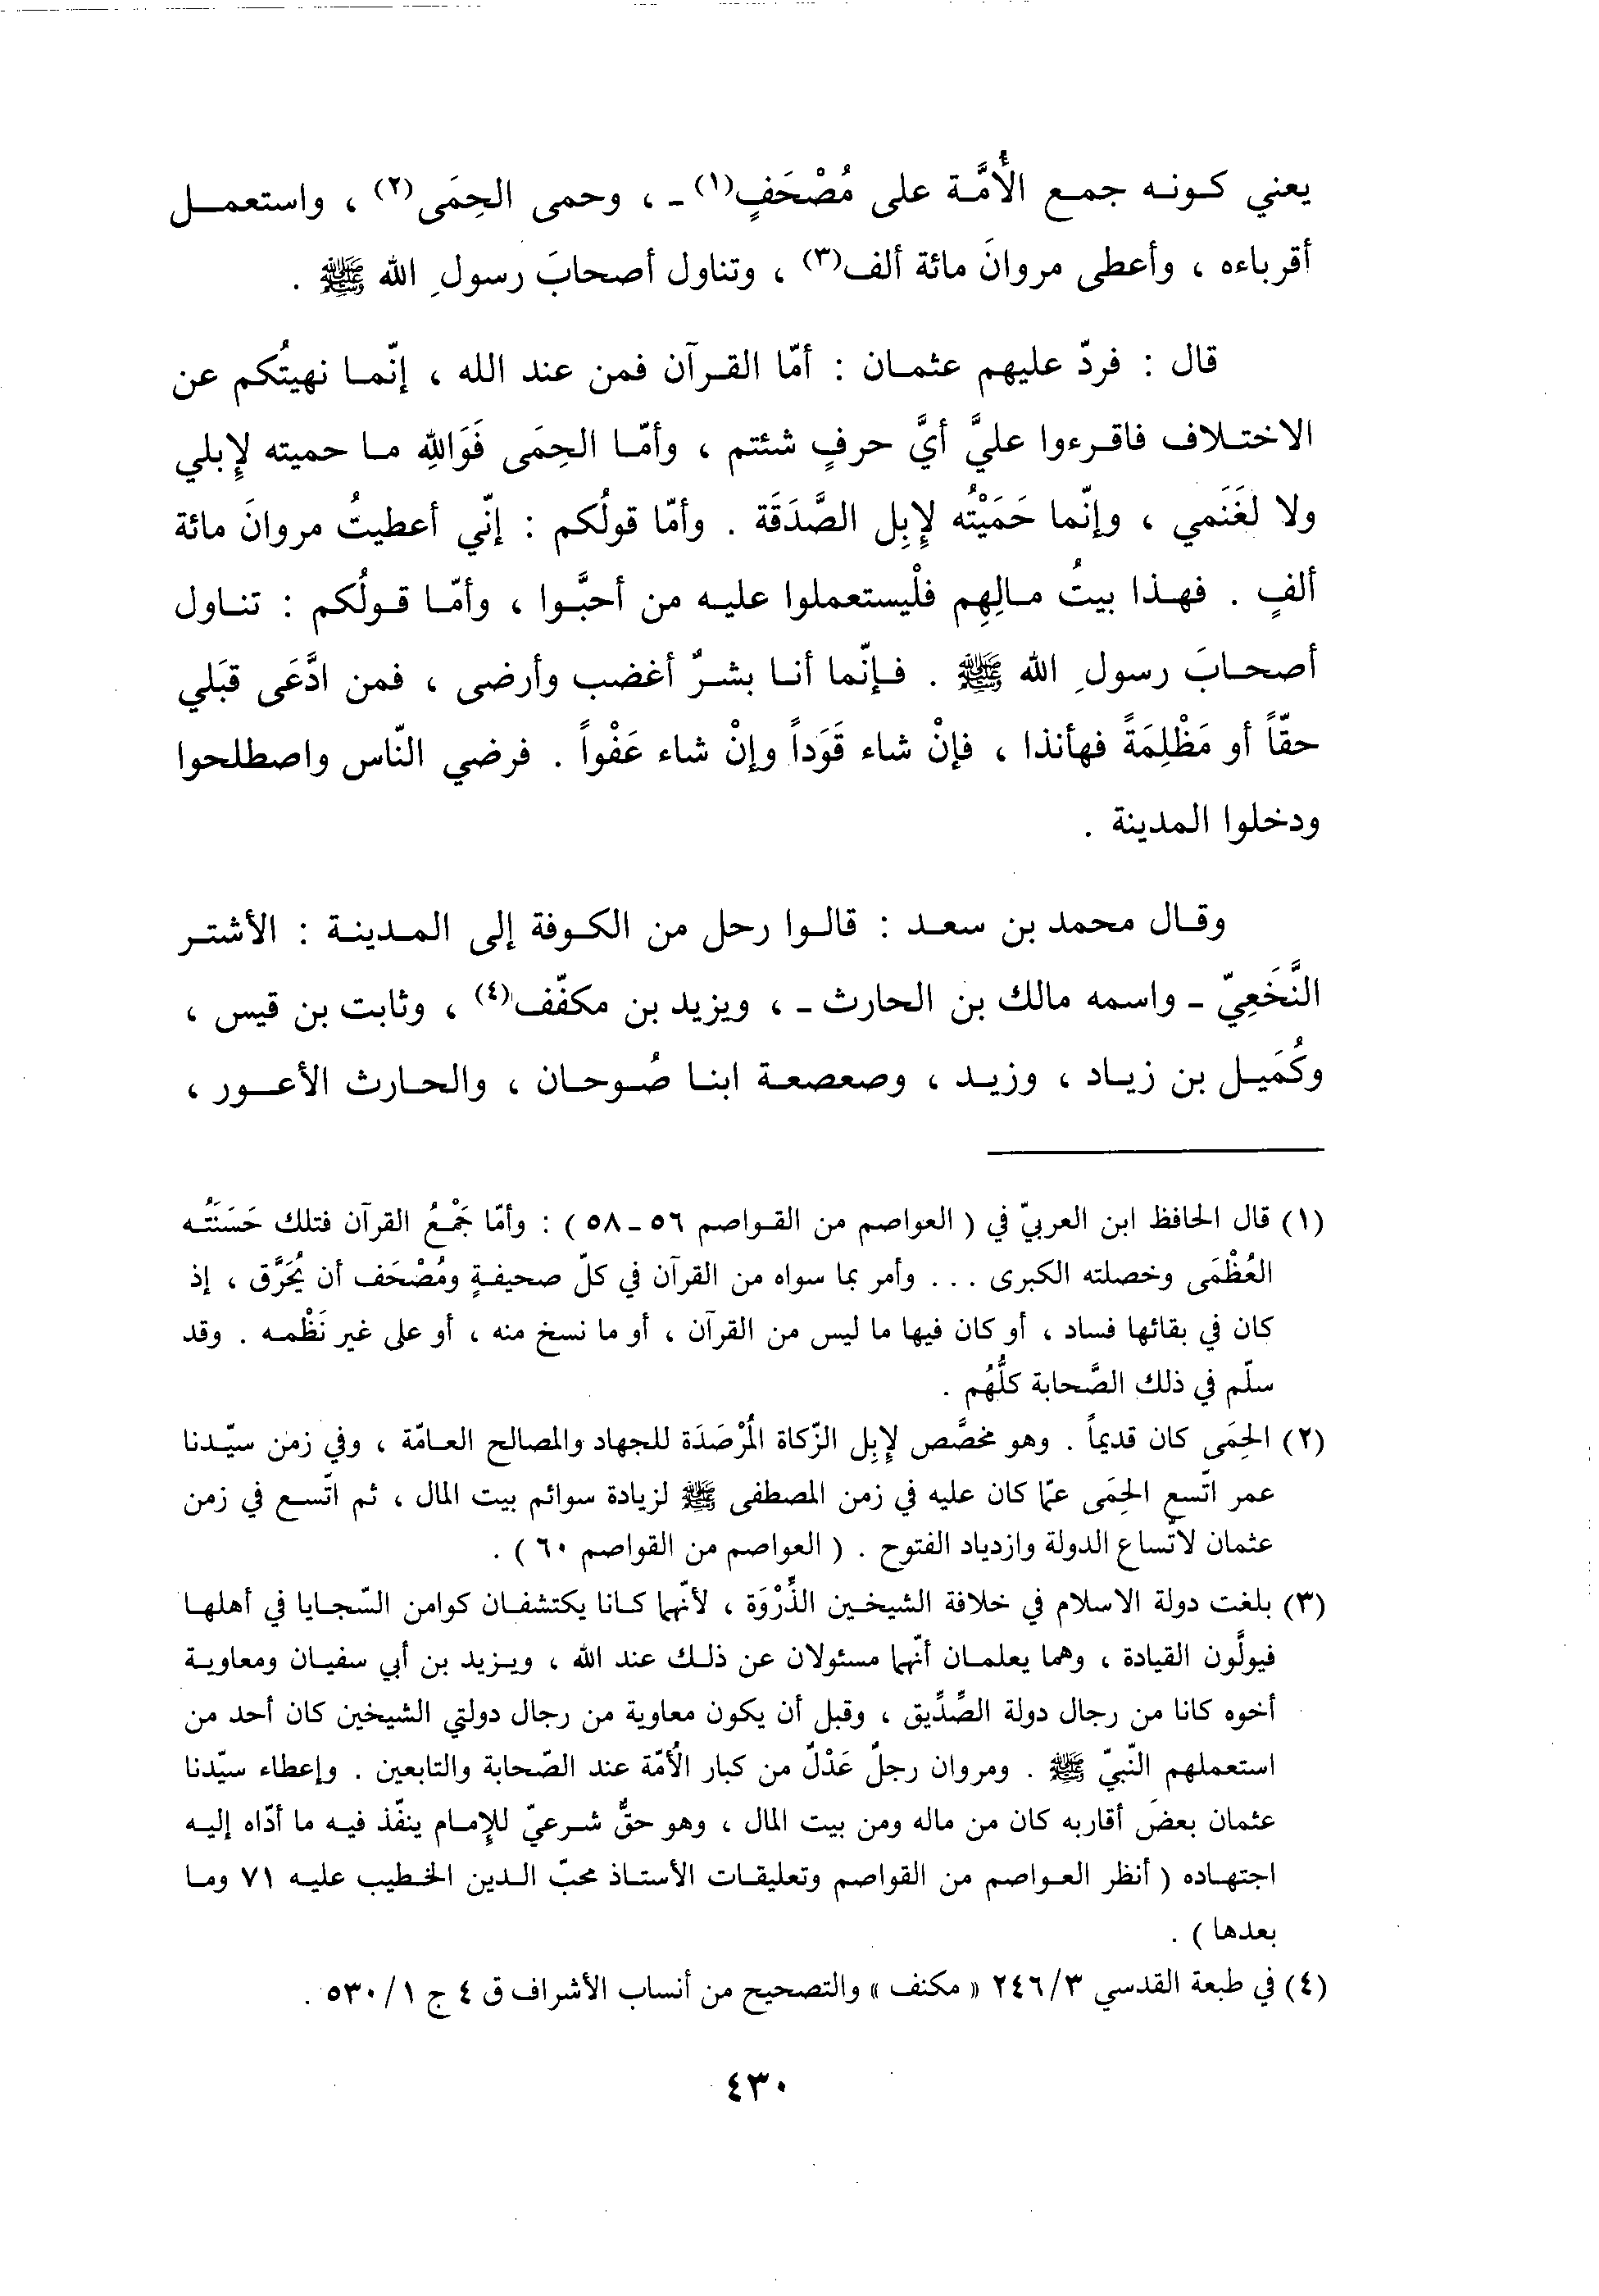 يعني كونه جمع الأُمَّة على مُصْحَفٍ(١) ـ ، وحمى الحِمَى(٢) ، واستعمل
أقرباءه ، وأعطى مروانَ مائة ألف(٣) ، وتناول أصحابَ رسولِ الله ﷺ .
قال : فردّ عليهم عثمان : أمّا القرآن فمن عند الله ، إنّما نهيتُكم عن
الاختلاف فاقرءوا عليَّ أيَّ حرفٍ شئتم ، وأمّا الحِمَى فَوَاللهِ ما حميته لإِبلي
ولا لغَنَمي ، وإنّما حَمَيْتُه لإِبِل الصَّدَقَة . وأمّا قولُكم : إنّي أعطيتُ مروانَ مائة
ألفٍ . فهذا بيتُ مالِهِم فلْيستعملوا عليه من أحبَّوا ، وأمّا قولُكم : تناول
أصحابَ رسولِ الله ﷺ . فإنّما أنا بشرٌ أغضب وأرضى ، فمن ادَّعَى قبَلي
حقّاً أو مَظْلِمَةً فهأنذا ، فإنْ شاء قَوَداً وإنْ شاء عَفْواً . فرضي النّاس واصطلحوا
ودخلوا المدينة .
وقال محمد بن سعد : قالوا رحل من الكوفة إلى المدينة : الأشتر
النَّخَعِيّ ـ واسمه مالك بن الحارث ـ ، ويزيد بن مكفّف(٤) ، وثابت بن قيس ،
وكُمَيل بن زياد ، وزيد ، وصعصعة ابنا صُوحان ، والحارث الأعور ،
(١) قال الحافظ ابن العربيّ في ( العواصم من القواصم ٥٦ ـ ٥٨ ) : وأمّا جَمْعُ القرآن فتلك حَسَنَتُه
العُظْمَى وخصلته الكبرى ... وأمر بما سواه من القرآن في كلّ صحيفةٍ ومُصْحَف أن يُحَرَّق ، إذ
كان في بقائها فساد ، أو كان فيها ما ليس من القرآن ، أو ما نسخ منه ، أو على غير نَظْمه . وقد
سلّم في ذلك الصَّحابة كلُّهُم .
(٢) الحِمَى كان قديماً . وهو مخصَّص لإِبِل الزّكاة المُرْصَدَة للجهاد والمصالح العامّة ، وفي زمن سيّدنا
عمر اتّسع الحِمَى عمّا كان عليه في زمن المصطفى ﷺ لزيادة سوائم بيت المال ، ثم اتّسع في زمن
عثمان لاتّساع الدولة وازدياد الفتوح . ( العواصم من القواصم ٦٠ ) .
(٣) بلغت دولة الاسلام في خلافة الشيخين الذِّرْوَة ، لأنّهما كانا يكتشفان كوامن السّجايا في أهلها
فيولُّون القيادة ، وهما يعلمان أنّهما مسئولان عن ذلك عند الله ، ويزيد بن أبي سفيان ومعاوية
أخوه كانا من رجال دولة الصِّدِّيق ، وقبل أن يكون معاوية من رجال دولتي الشيخين كان أحد من
استعملهم النّبيّ ﷺ . ومروان رجلٌ عَدْلٌ من كبار الأُمّة عند الصّحابة والتابعين . وإعطاء سيّدنا
عثمان بعضَ أقاربه كان من ماله ومن بيت المال ، وهو حقٌّ شرعيّ للإِمام ينفّذ فيه ما أدّاه إليه
اجتهاده ( أنظر العواصم من القواصم وتعليقات الأستاذ محبّ الدين الخطيب عليه ٧١ وما
بعدها ) .
(٤) في طبعة القدسي ٢٤٦/٣ « مكنف » والتصحيح من أنساب الأشراف ق ٤ ج ٥٣٠/١ .
٤٣٠